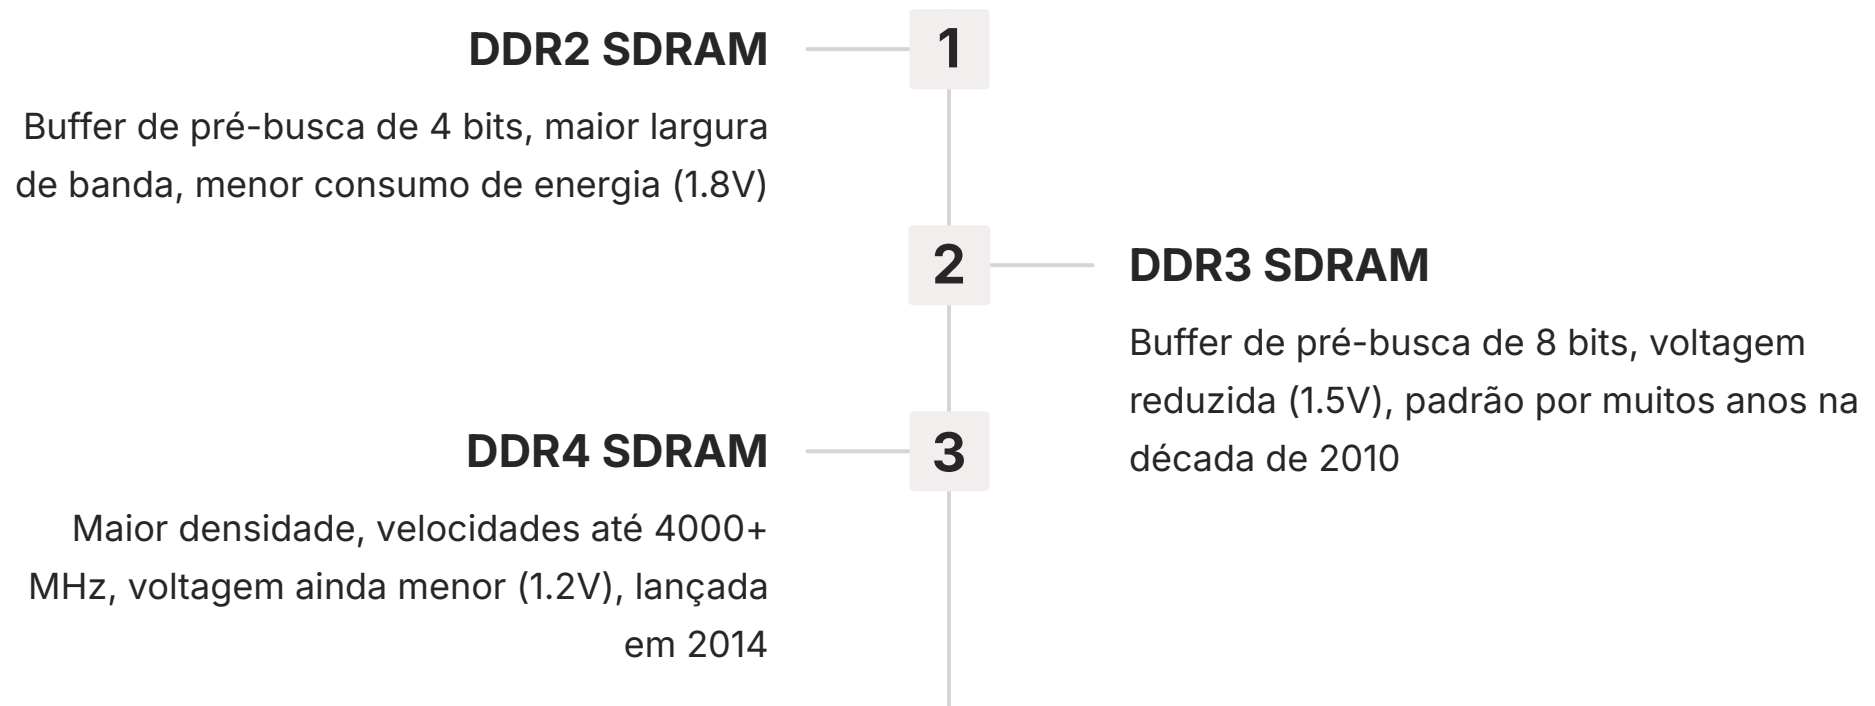 DDR2 SDRAM
1
Buffer de pré-busca de 4 bits, maior largura
de banda, menor consumo de energia (1.8V)
2
DDR3 SDRAM
Buffer de pré-busca de 8 bits, voltagem
reduzida (1.5V), padrão por muitos anos na
década de 2010
DDR4 SDRAM
3
Maior densidade, velocidades até 4000+
MHz, voltagem ainda menor (1.2V), lançada
em 2014